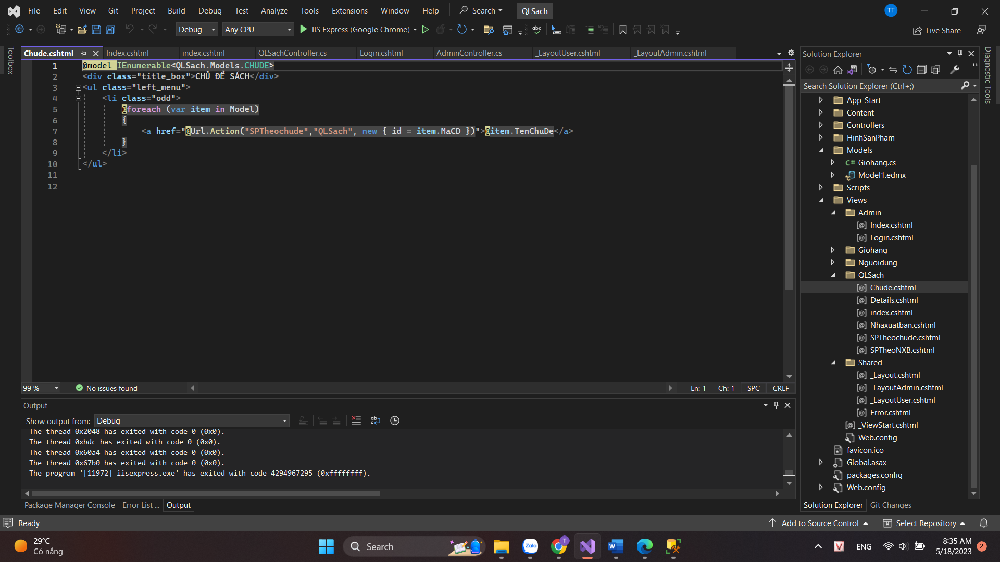 File Edit View Git Project Build Debug Test Analyze Tools Extensions Window Help Search QLSach TT
Debug Any CPU IIS Express (Google Chrome) Live Share
Toolbox
Chude.cshtml Index.cshtml index.cshtml QLSachController.cs Login.cshtml AdminController.cs _LayoutUser.cshtml _LayoutAdmin.cshtml
1 @model IEnumerable<QLSach.Models.CHUDE>
2 <div class="title_box">CHỦ ĐỀ SÁCH</div>
3 <ul class="left_menu">
4 <li class="odd">
5 @foreach (var item in Model)
6 {
7 <a href="@Url.Action("SPTheochude","QLSach", new { id = item.MaCD })">@item.TenChuDe</a>
8 }
9 </li>
10 </ul>
11
12
99 % No issues found Ln: 1 Ch: 1 SPC CRLF
Output
Show output from: Debug
The thread 0x2048 has exited with code 0 (0x0).
The thread 0xbdc has exited with code 0 (0x0).
The thread 0x60a4 has exited with code 0 (0x0).
The thread 0x67b0 has exited with code 0 (0x0).
The program '[11972] iisexpress.exe' has exited with code 4294967295 (0xffffffff).
Package Manager Console Error List ... Output
Solution Explorer
Search Solution Explorer (Ctrl+;)
App_Start
Content
Controllers
HinhSanPham
Models
C# Giohang.cs
Model1.edmx
Scripts
Views
Admin
[@] Index.cshtml
[@] Login.cshtml
Giohang
Nguoidung
QLSach
[@] Chude.cshtml
[@] Details.cshtml
[@] index.cshtml
[@] Nhaxuatban.cshtml
[@] SPTheochude.cshtml
[@] SPTheoNXB.cshtml
Shared
[@] _Layout.cshtml
[@] _LayoutAdmin.cshtml
[@] _LayoutUser.cshtml
[@] Error.cshtml
[@] _ViewStart.cshtml
Web.config
favicon.ico
Global.asax
packages.config
Web.config
Solution Explorer Git Changes
Diagnostic Tools
Ready Add to Source Control Select Repository
29°C
Có nắng
Search
Zalo
T
W
V
ENG
8:35 AM
5/18/2023
2